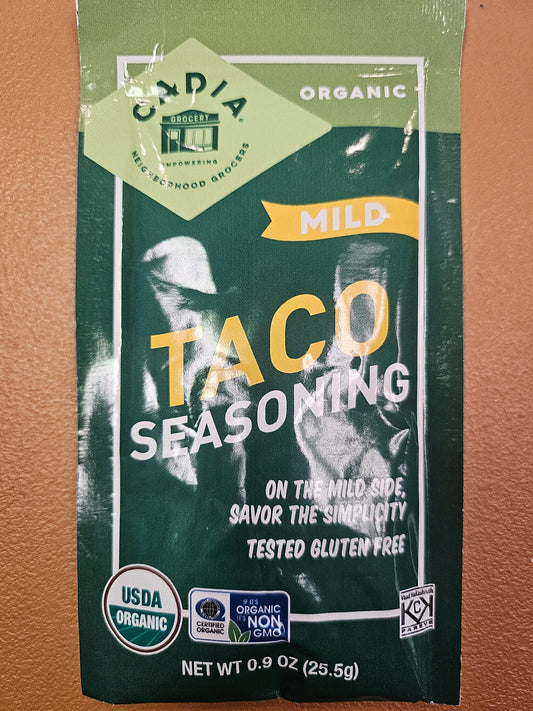 CADIA
GROCERY
EMPOWERING
NEIGHBORHOOD GROCERS
ORGANIC
MILD
TACO
SEASONING
ON THE MILD SIDE,
SAVOR THE SIMPLICITY
TESTED GLUTEN FREE
USDA
ORGANIC
CERTIFIED
ORGANIC
IF IT'S
ORGANIC
IT'S NON
GMO
KCK
PAREVE
NET WT 0.9 OZ (25.5g)